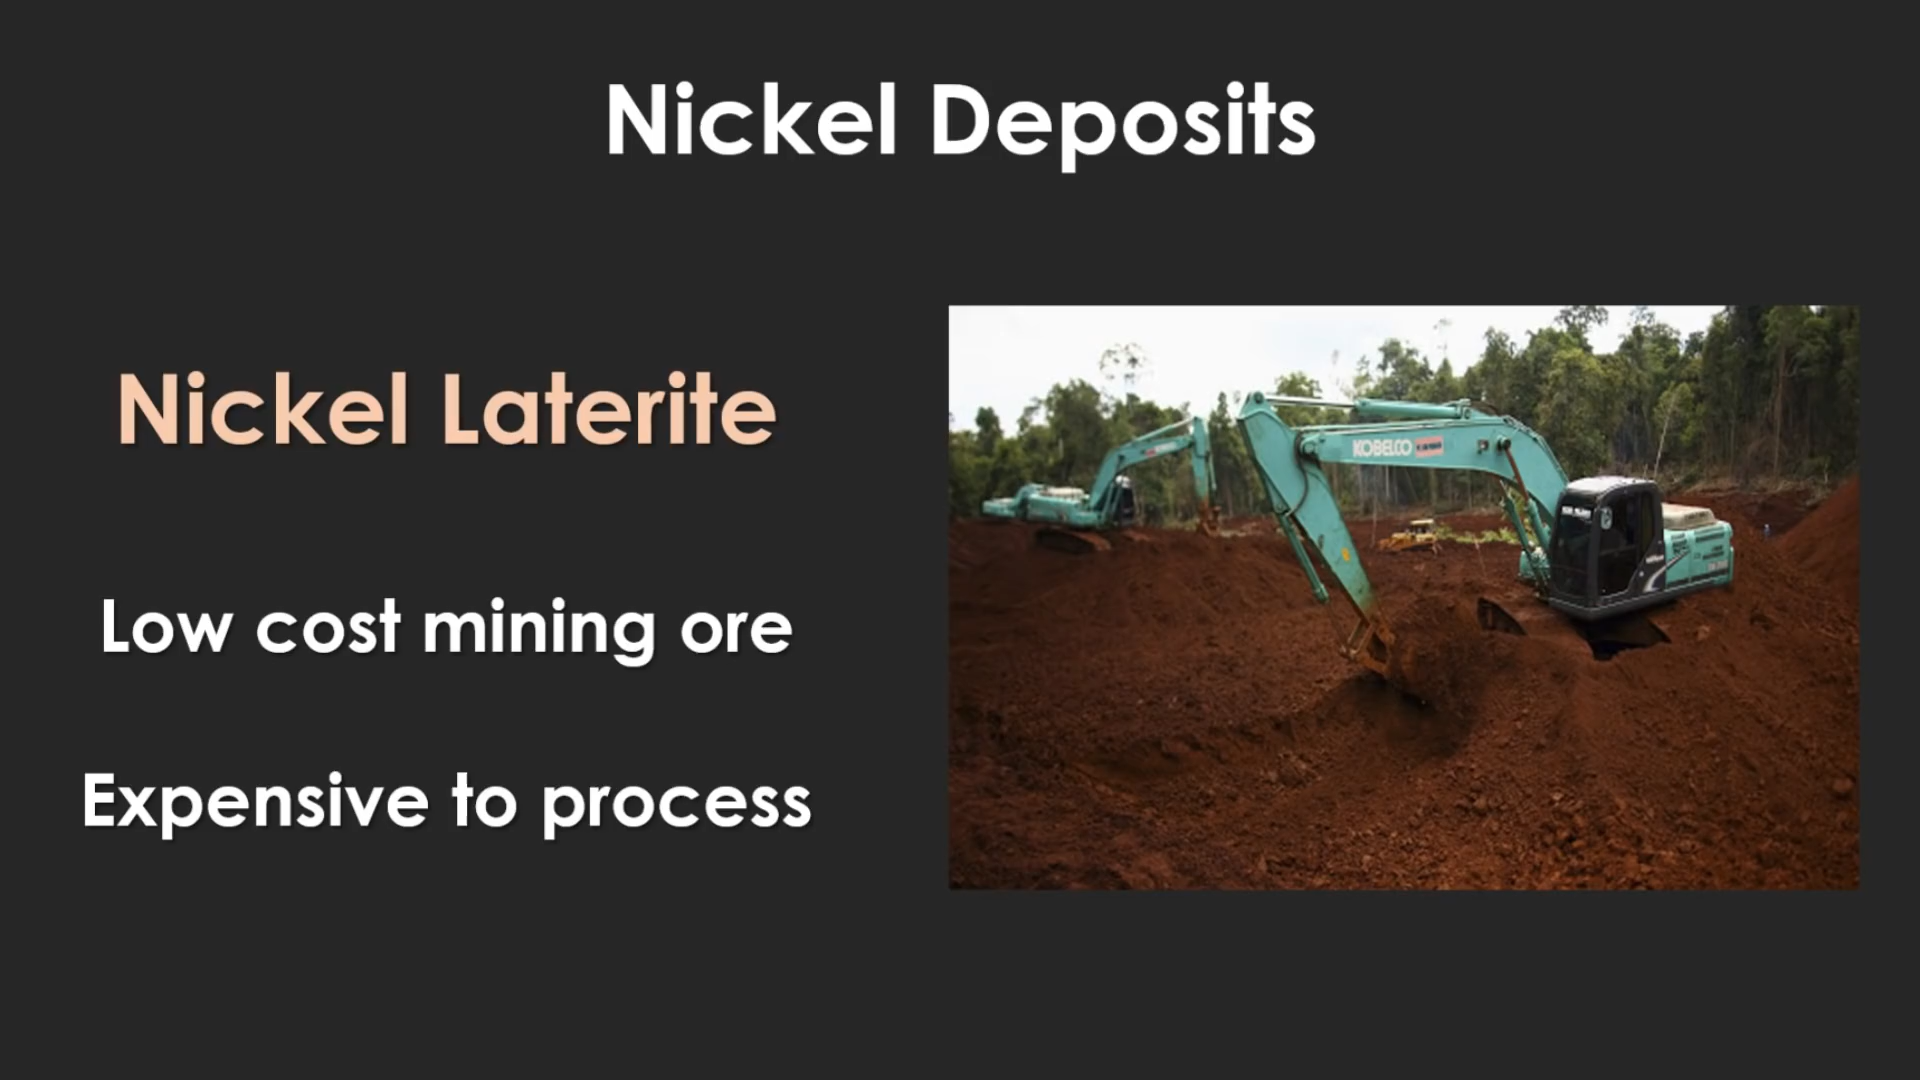 Nickel Deposits
Nickel Laterite
Low cost mining ore
Expensive to process
KOBELCO